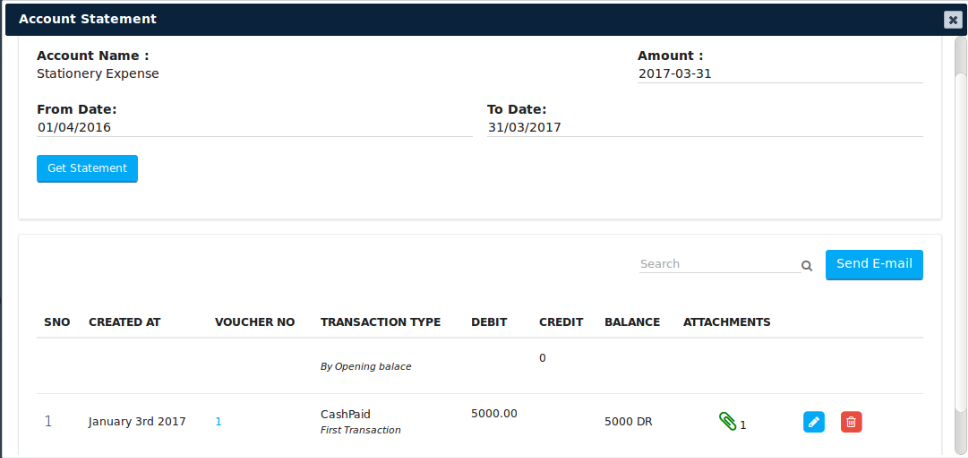 Account Statement
Account Name : Amount :
Stationery Expense 2017-03-31
From Date: To Date:
01/04/2016 31/03/2017
Get Statement
Search Send E-mail
SNO CREATED AT VOUCHER NO TRANSACTION TYPE DEBIT CREDIT BALANCE ATTACHMENTS
0
By Opening balace
1 January 3rd 2017 1 CashPaid 5000.00 5000 DR 1
First Transaction